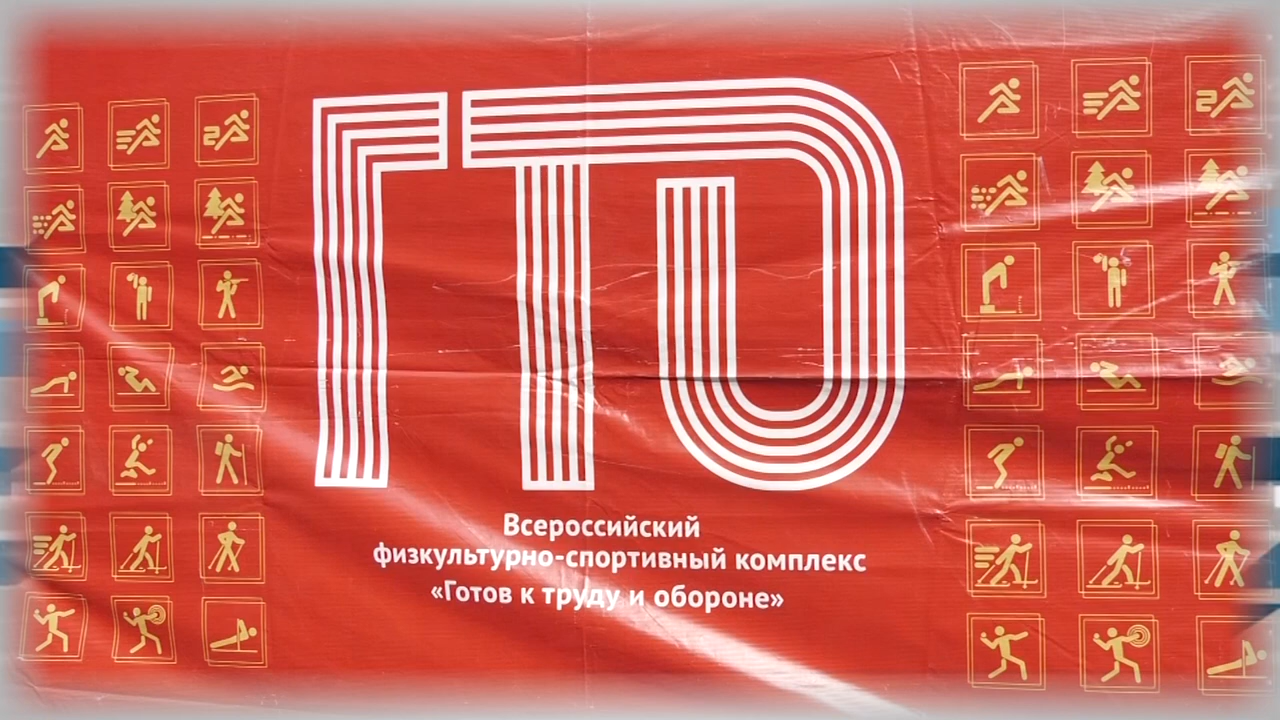 ГТО
Всероссийский
физкультурно-спортивный комплекс
«Готов к труду и обороне»